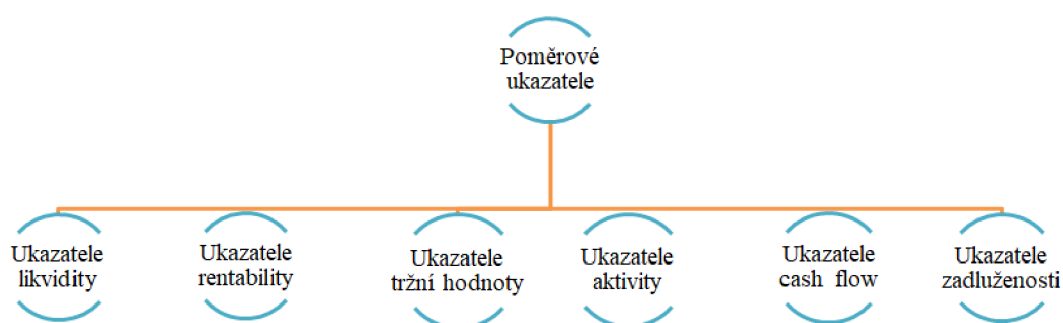 Poměrové
ukazatele
Ukazatele
likvidity
Ukazatele
rentability
Ukazatele
tržní hodnoty
Ukazatele
aktivity
Ukazatele
cash flow
Ukazatele
zadluženosti